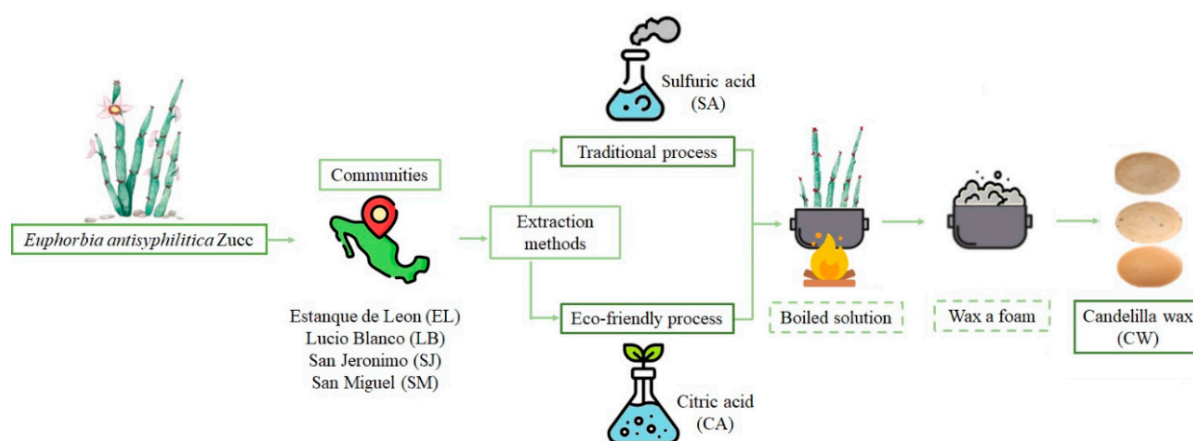 Euphorbia antisyphilitica Zucc
Communities
Estanque de Leon (EL)
Lucio Blanco (LB)
San Jeronimo (SJ)
San Miguel (SM)
Extraction
methods
Sulfuric acid
(SA)
Traditional process
Eco-friendly process
Citric acid
(CA)
Boiled solution
Wax a foam
Candelilla wax
(CW)